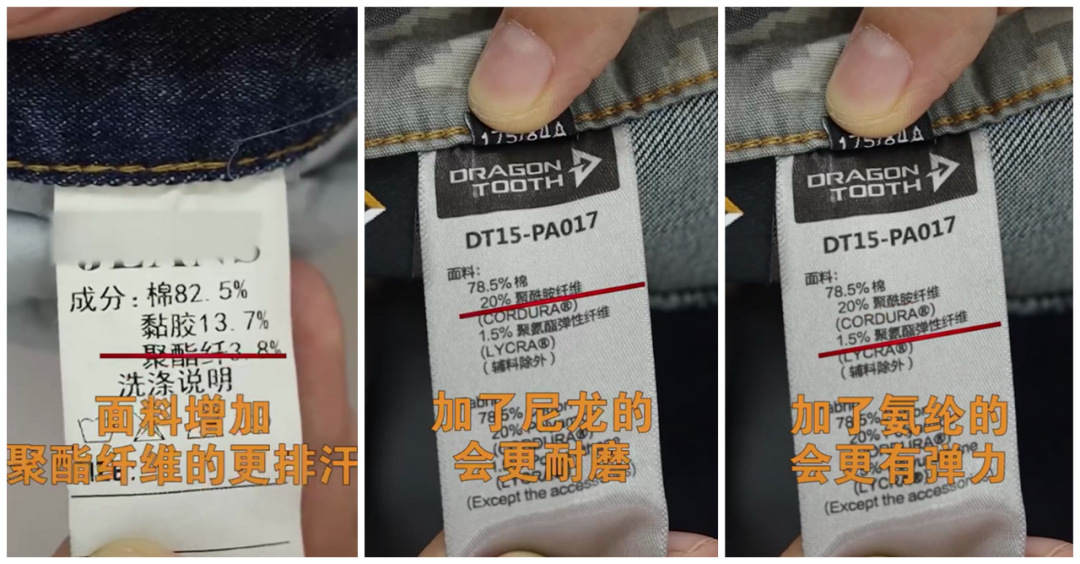 JEANS
成分:棉82.5%
黏胶13.7%
聚酯纤3.8%
洗涤说明
面料增加
聚酯纤维的更排汗
175/84A
DRAGON
TOOTH
DT15-PA017
面料:
78.5% 棉
20% 聚酰胺纤维
(CORDURA®)
1.5% 聚氨酯弹性纤维
(LYCRA®)
(辅料除外)
加了尼龙的
会更耐磨
(Except the access
175/84A
DRAGON
TOOTH
DT15-PA017
面料:
78.5% 棉
20% 聚酰胺纤维
(CORDURA®)
1.5% 聚氨酯弹性纤维
(LYCRA®)
(辅料除外)
加了氨纶的
会更有弹力
(Except the access